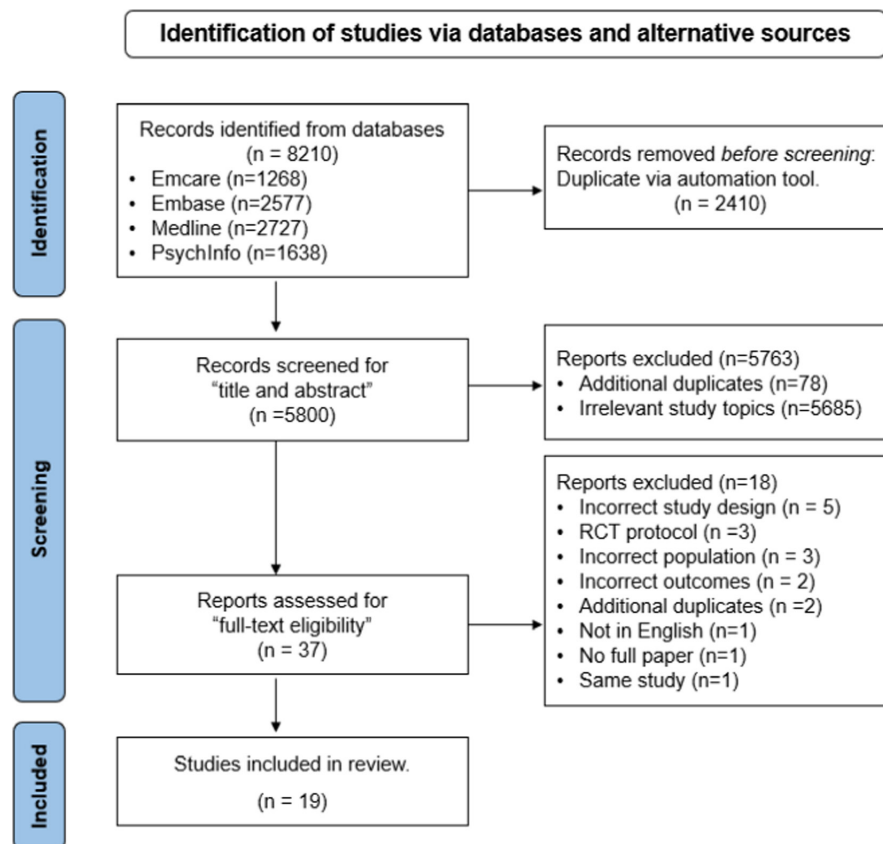 Identification of studies via databases and alternative sources
Identification
Records identified from databases
(n = 8210)
• Emcare (n=1268)
• Embase (n=2577)
• Medline (n=2727)
• PsychInfo (n=1638)
Records removed before screening:
Duplicate via automation tool.
(n = 2410)
Screening
Records screened for
“title and abstract”
(n =5800)
Reports excluded (n=5763)
• Additional duplicates (n=78)
• Irrelevant study topics (n=5685)
Reports assessed for
“full-text eligibility”
(n = 37)
Reports excluded (n=18)
• Incorrect study design (n = 5)
• RCT protocol (n =3)
• Incorrect population (n = 3)
• Incorrect outcomes (n = 2)
• Additional duplicates (n =2)
• Not in English (n=1)
• No full paper (n=1)
• Same study (n=1)
Included
Studies included in review.
(n = 19)